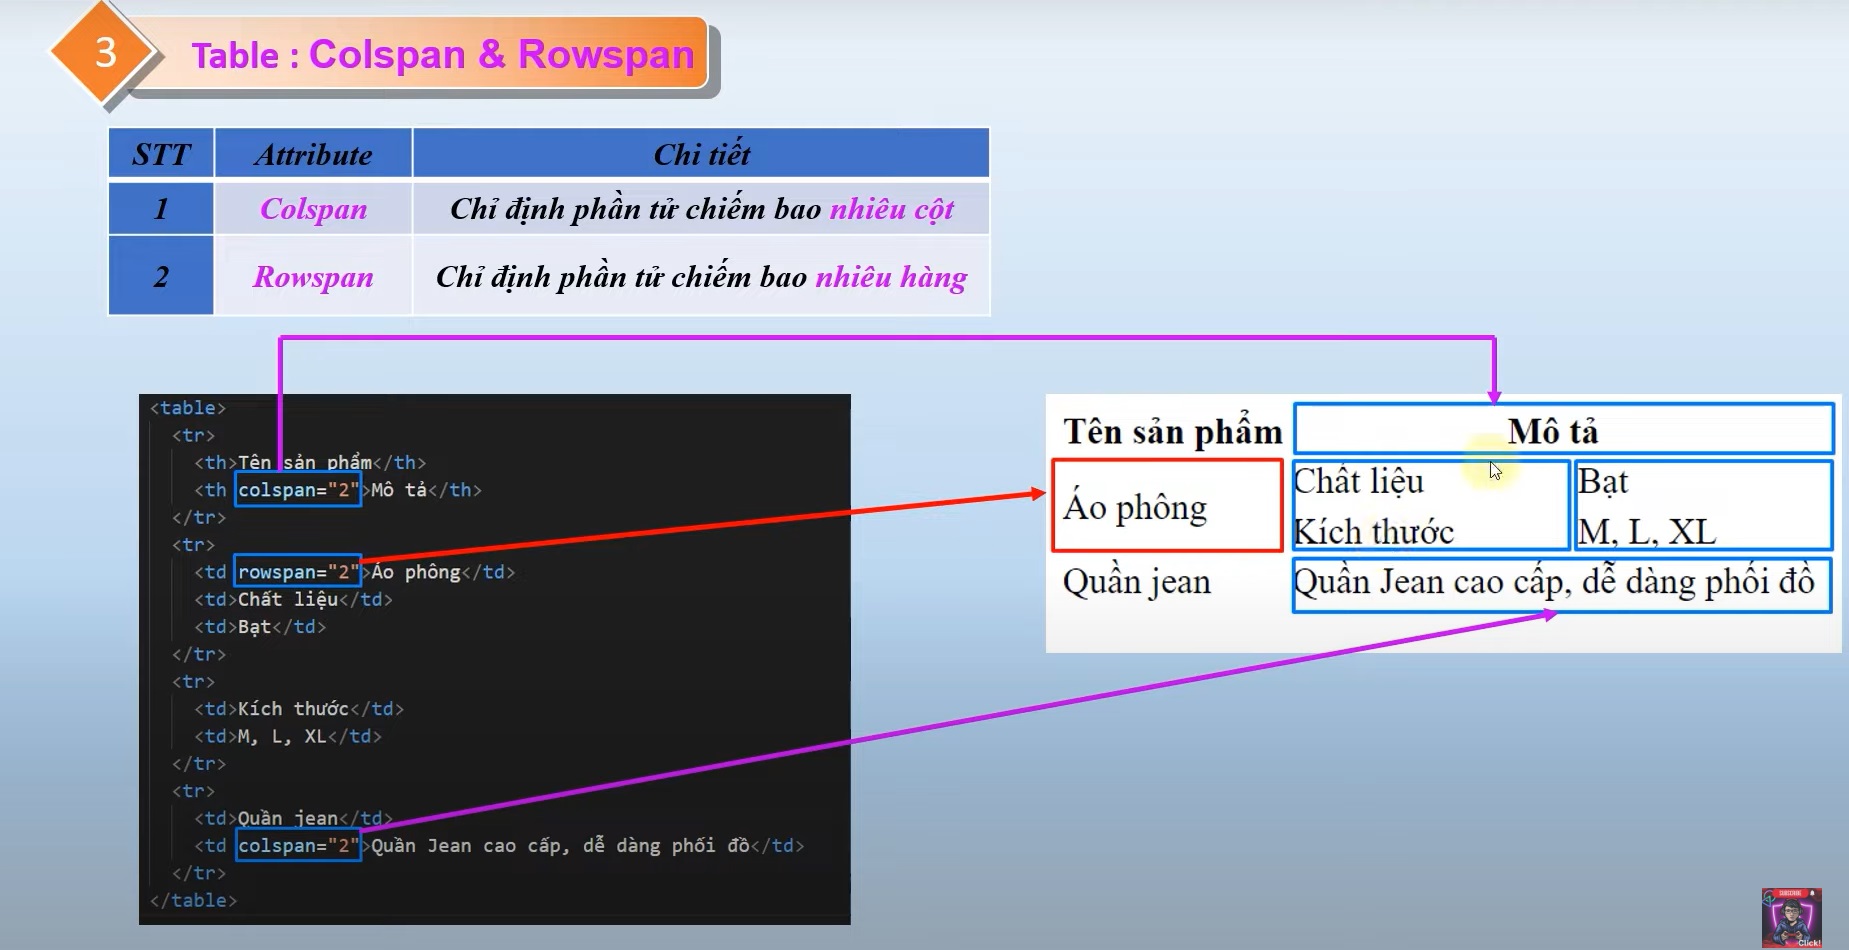 3
Table : Colspan & Rowspan
STT Attribute Chi tiết
1 Colspan Chỉ định phần tử chiếm bao nhiêu cột
2 Rowspan Chỉ định phần tử chiếm bao nhiêu hàng
<table>
<tr>
<th>Tên sản phẩm</th>
<th colspan="2">Mô tả</th>
</tr>
<tr>
<td rowspan="2">Áo phông</td>
<td>Chất liệu</td>
<td>Bạt</td>
</tr>
<tr>
<td>Kích thước</td>
<td>M, L, XL</td>
</tr>
<tr>
<td>Quần jean</td>
<td colspan="2">Quần Jean cao cấp, dễ dàng phối đồ</td>
</tr>
</table>
Tên sản phẩm Mô tả
Áo phông
Chất liệu Bạt
Kích thước M, L, XL
Quần jean Quần Jean cao cấp, dễ dàng phối đồ
SUBSCRIBE
Click!